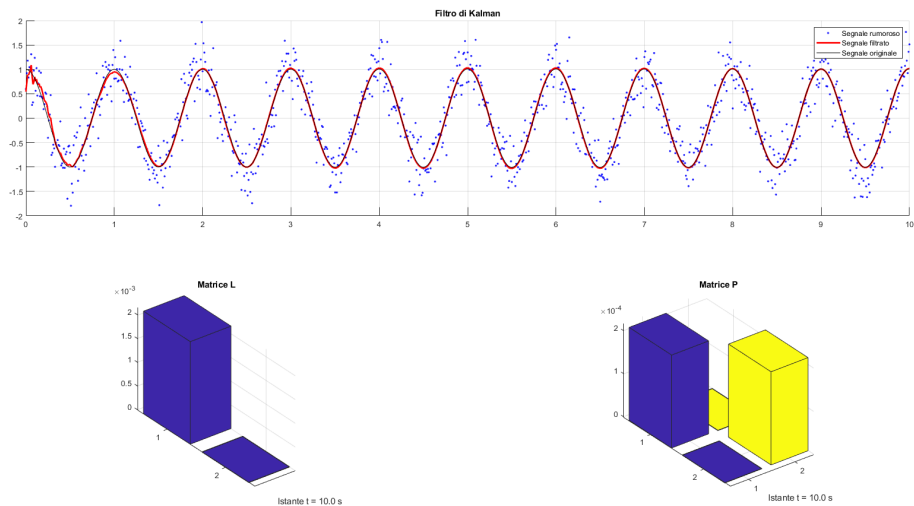 Filtro di Kalman
2
1.5
1
0.5
0
-0.5
-1
-1.5
-2
Segnale rumoroso
Segnale filtrato
Segnale originale
0 1 2 3 4 5 6 7 8 9 10
Matrice L
×10⁻³
2
1.5
1
0.5
0
1
2
Istante t = 10.0 s
Matrice P
×10⁻⁴
2
1
0
1
2
1
2
Istante t = 10.0 s